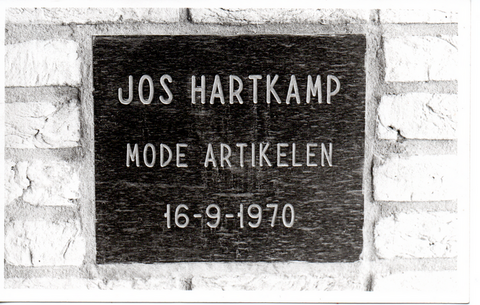 JOS HARTKAMP
MODE ARTIKELEN
16-9-1970